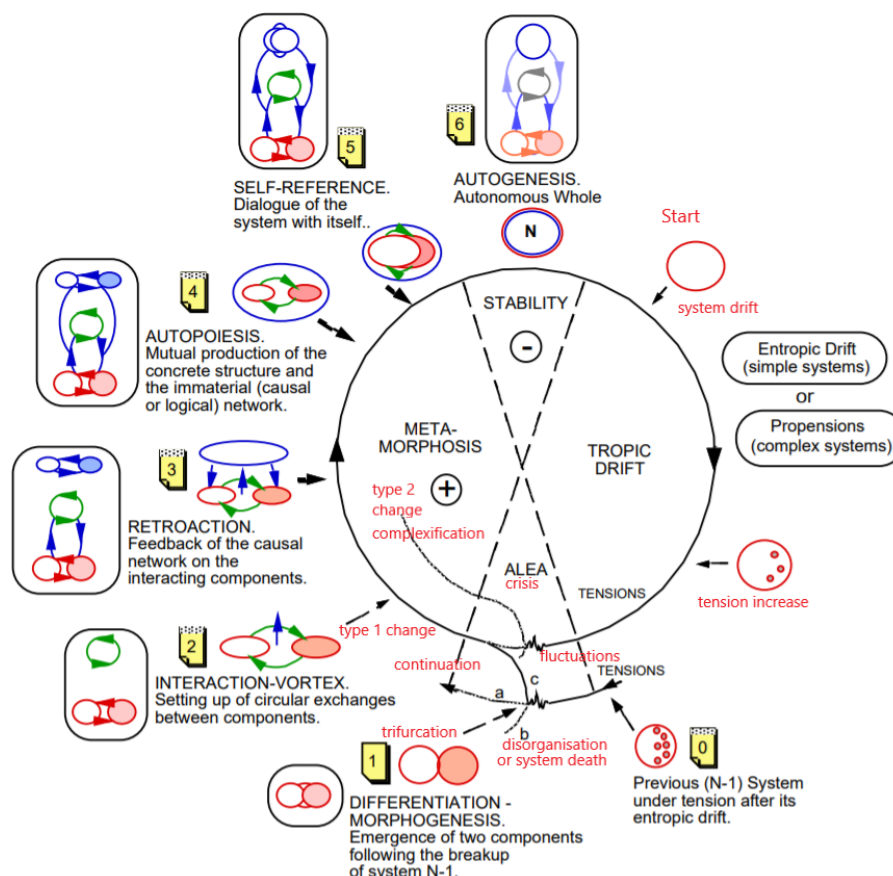 5
SELF-REFERENCE.
Dialogue of the
system with itself..
6
AUTOGENESIS.
Autonomous Whole
N
Start
system drift
4
AUTOPOIESIS.
Mutual production of the
concrete structure and
the immaterial (causal
or logical) network.
STABILITY
-
Entropic Drift
(simple systems)
or
Propensions
(complex systems)
META-
MORPHOSIS
+
TROPIC
DRIFT
type 2
change
complexification
3
RETROACTION.
Feedback of the causal
network on the
interacting components.
ALEA
crisis
TENSIONS
tension increase
2
type 1 change
INTERACTION-VORTEX.
Setting up of circular exchanges
between components.
continuation
fluctuations
TENSIONS
a
c
b
trifurcation
disorganisation
or system death
1
DIFFERENTIATION -
MORPHOGENESIS.
Emergence of two components
following the breakup
of system N-1.
0
Previous (N-1) System
under tension after its
entropic drift.